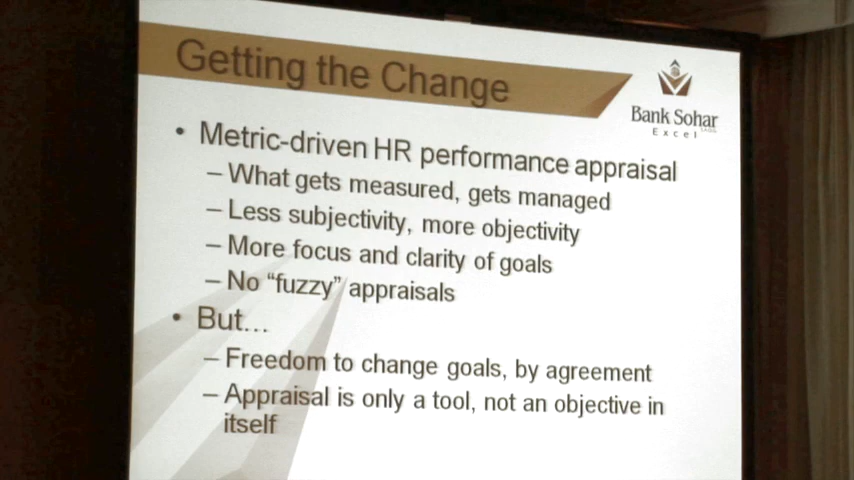 Getting the Change
Bank Sohar
Excel
• Metric-driven HR performance appraisal
– What gets measured, gets managed
– Less subjectivity, more objectivity
– More focus and clarity of goals
– No “fuzzy” appraisals
• But...
– Freedom to change goals, by agreement
– Appraisal is only a tool, not an objective in
itself